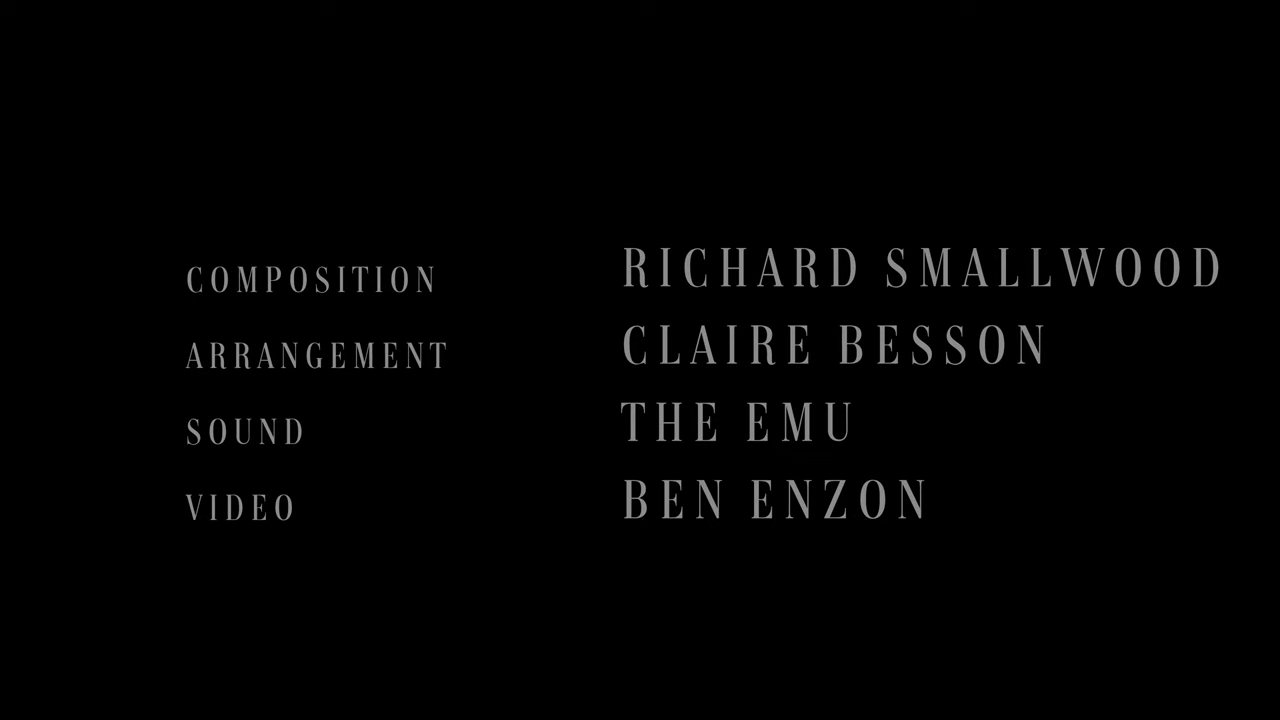 COMPOSITION RICHARD SMALLWOOD
ARRANGEMENT CLAIRE BESSON
SOUND THE EMU
VIDEO BEN ENZON